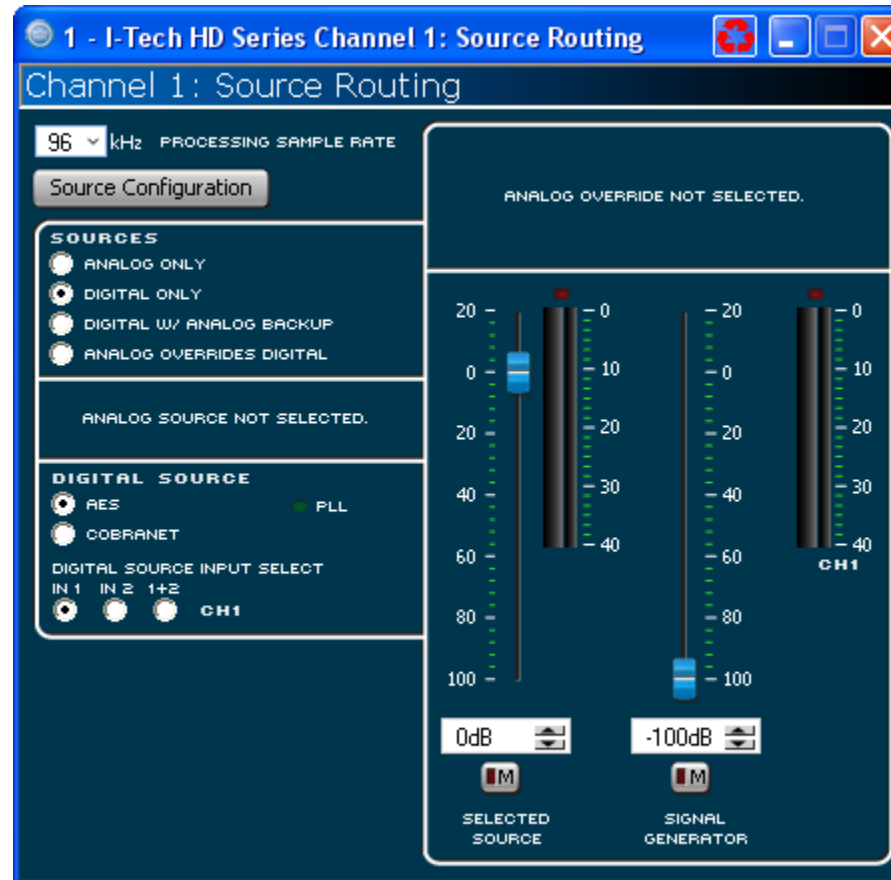 1 - I-Tech HD Series Channel 1: Source Routing
Channel 1: Source Routing
96 kHz PROCESSING SAMPLE RATE
Source Configuration
SOURCES
ANALOG ONLY
DIGITAL ONLY
DIGITAL W/ ANALOG BACKUP
ANALOG OVERRIDES DIGITAL
ANALOG SOURCE NOT SELECTED.
DIGITAL SOURCE
AES PLL
COBRANET
DIGITAL SOURCE INPUT SELECT
IN 1 IN 2 1+2
CH1
ANALOG OVERRIDE NOT SELECTED.
20 0 20 0
0 10 0 10
20 20 20 20
40 30 40 30
40 40
60 60 CH1
80 80
100 100
0dB -100dB
M M
SELECTED SIGNAL
SOURCE GENERATOR